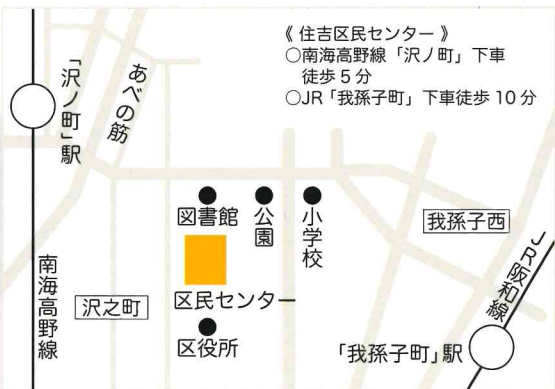 《 住吉区民センター 》
○南海高野線「沢ノ町」下車
徒歩 5 分
○JR「我孫子町」下車徒歩 10 分
「沢ノ町」駅
あべの筋
図書館
公園
小学校
我孫子西
JR阪和線
南海高野線
沢之町
区民センター
区役所
「我孫子町」駅